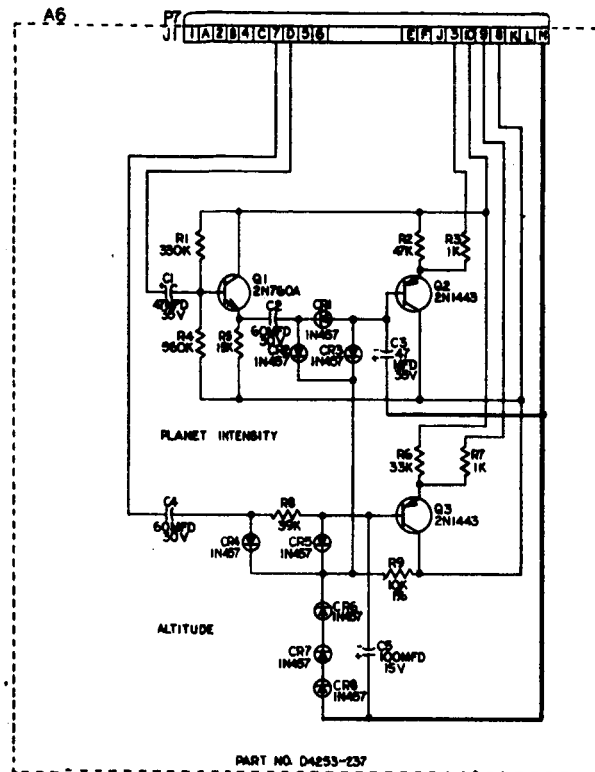 A6
P7
J1 1 A 2 B 4 C 7 D 5 6 E F J 3 10 9 8 K L M
R1
330K
R2
47K
R3
1K
C1
47MFD
35V
Q1
2N760A
Q2
2N1443
C2
60MFD
30V
CR1
1N457
R4
560K
R5
15K
CR2
1N457
CR3
1N457
C3
47
MFD
35V
PLANET INTENSITY
R6
33K
R7
1K
C4
60MFD
30V
R8
39K
Q3
2N1443
CR4
1N457
CR5
1N457
R9
10K
1%
CR6
1N457
ALTITUDE
CR7
1N457
C5
100MFD
15V
CR8
1N457
PART NO. D4253-237